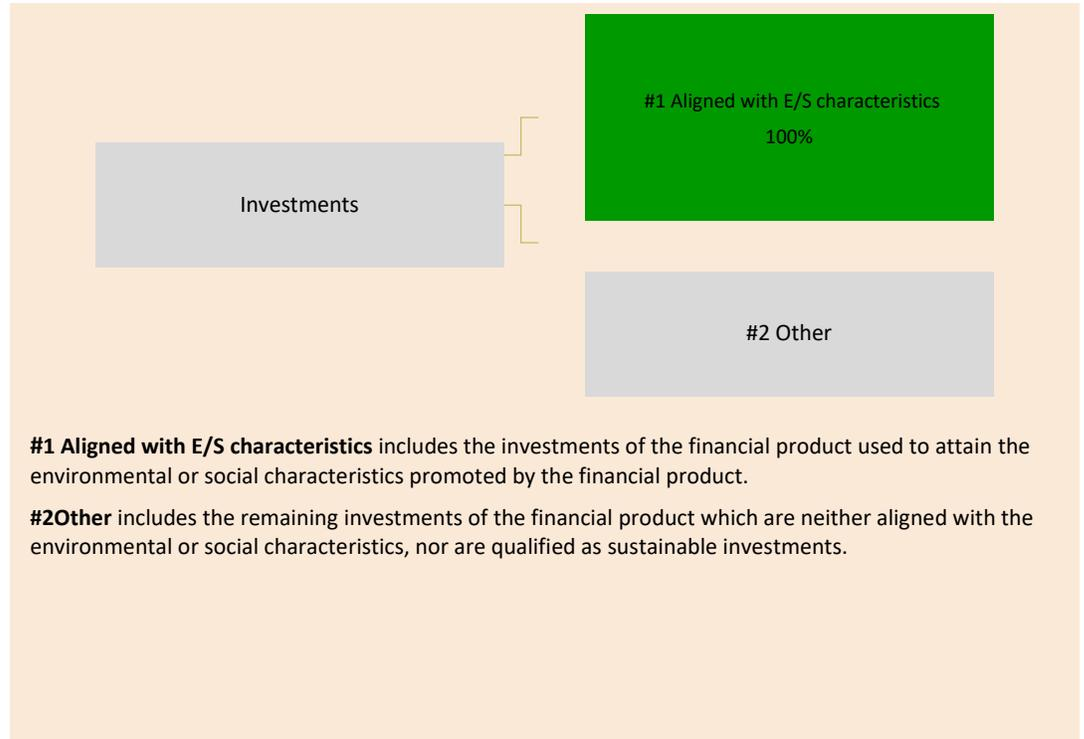 #1 Aligned with E/S characteristics
100%
Investments
#2 Other
#1 Aligned with E/S characteristics includes the investments of the financial product used to attain the
environmental or social characteristics promoted by the financial product.
#2Other includes the remaining investments of the financial product which are neither aligned with the
environmental or social characteristics, nor are qualified as sustainable investments.